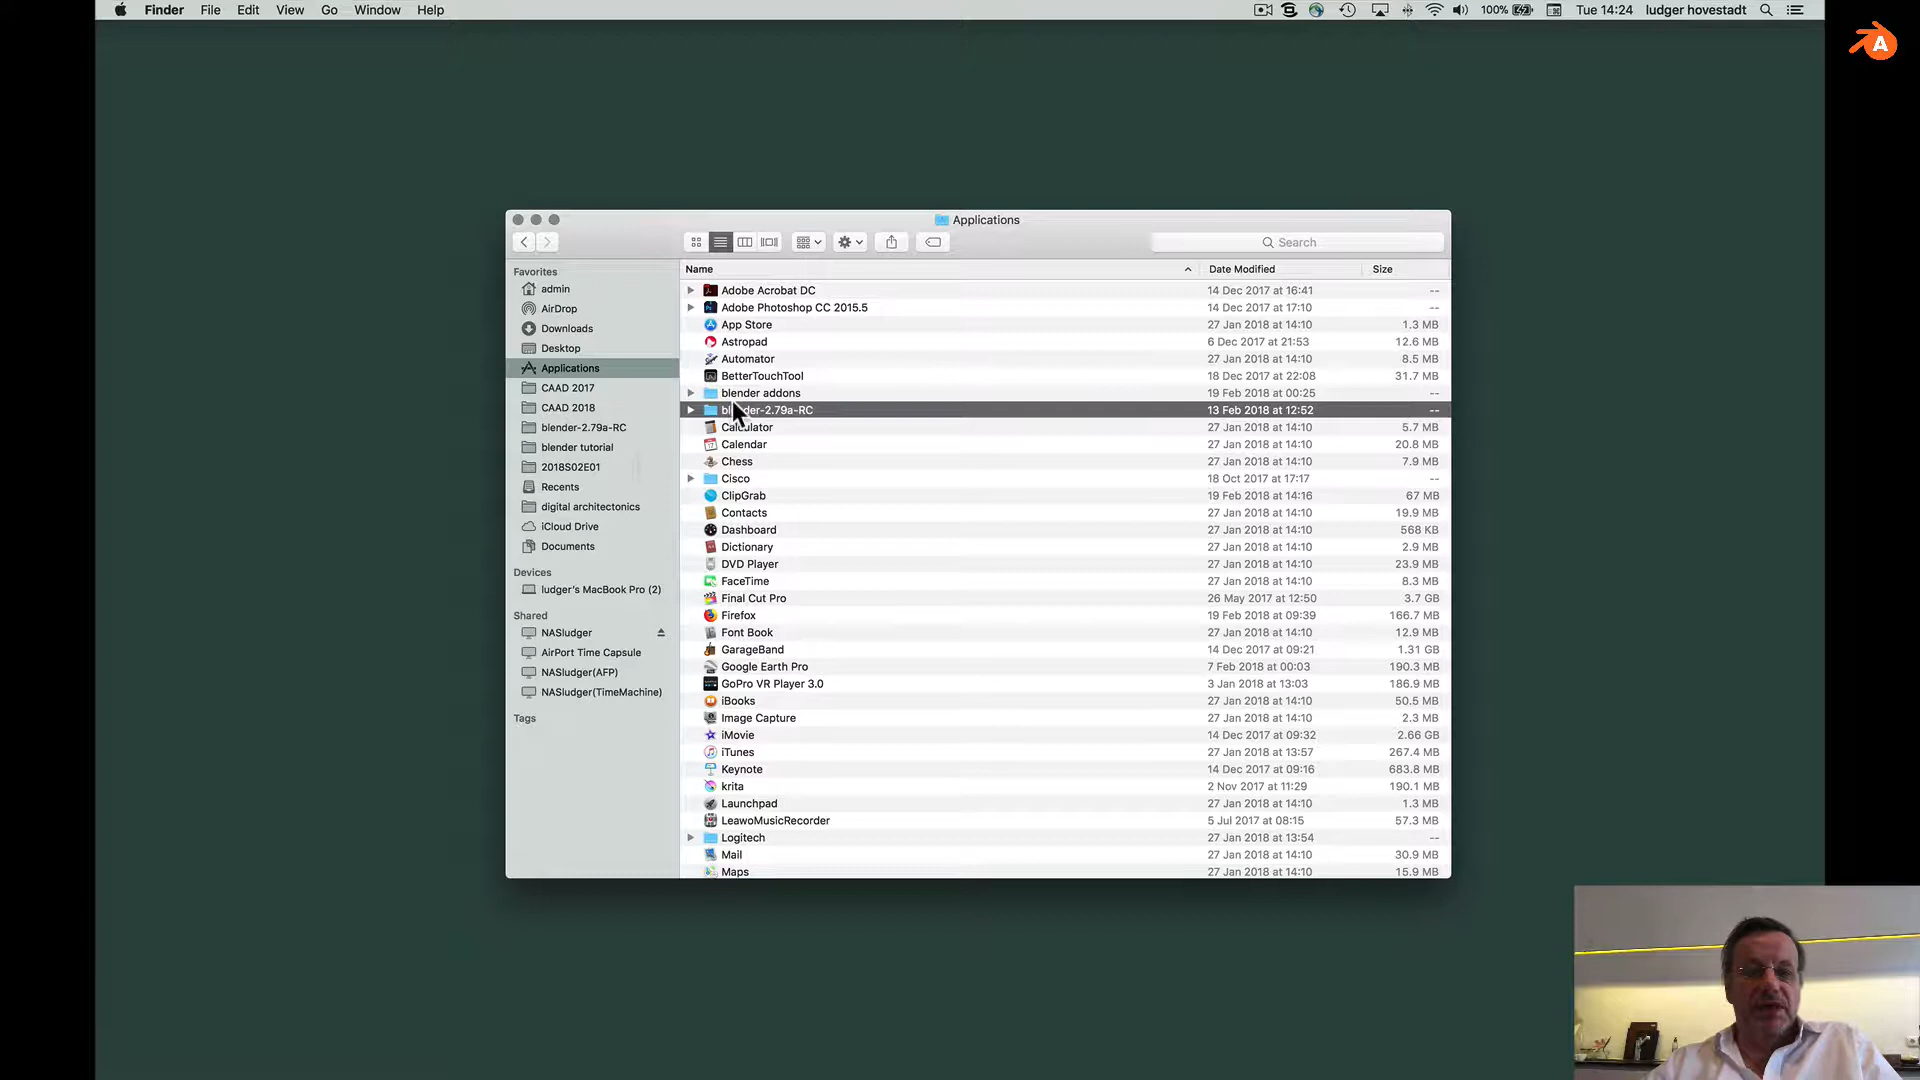 Finder File Edit View Go Window Help 100% Tue 14:24 ludger hovestadt
A
Applications
Search
Favorites
admin
AirDrop
Downloads
Desktop
Applications
CAAD 2017
CAAD 2018
blender-2.79a-RC
blender tutorial
2018S02E01
Recents
digital architectonics
iCloud Drive
Documents
Devices
ludger's MacBook Pro (2)
Shared
NASludger
AirPort Time Capsule
NASludger(AFP)
NASludger(TimeMachine)
Tags
Name Date Modified Size
Adobe Acrobat DC 14 Dec 2017 at 16:41 --
Adobe Photoshop CC 2015.5 14 Dec 2017 at 17:10 --
App Store 27 Jan 2018 at 14:10 1.3 MB
Astropad 6 Dec 2017 at 21:53 12.6 MB
Automator 27 Jan 2018 at 14:10 8.5 MB
BetterTouchTool 18 Dec 2017 at 22:08 31.7 MB
blender addons 19 Feb 2018 at 00:25 --
blender-2.79a-RC 13 Feb 2018 at 12:52 --
Calculator 27 Jan 2018 at 14:10 5.7 MB
Calendar 27 Jan 2018 at 14:10 20.8 MB
Chess 27 Jan 2018 at 14:10 7.9 MB
Cisco 18 Oct 2017 at 17:17 --
ClipGrab 19 Feb 2018 at 14:16 67 MB
Contacts 27 Jan 2018 at 14:10 19.9 MB
Dashboard 27 Jan 2018 at 14:10 568 KB
Dictionary 27 Jan 2018 at 14:10 2.9 MB
DVD Player 27 Jan 2018 at 14:10 23.9 MB
FaceTime 27 Jan 2018 at 14:10 8.3 MB
Final Cut Pro 26 May 2017 at 12:50 3.7 GB
Firefox 19 Feb 2018 at 09:39 166.7 MB
Font Book 27 Jan 2018 at 14:10 12.9 MB
GarageBand 14 Dec 2017 at 09:21 1.31 GB
Google Earth Pro 7 Feb 2018 at 00:03 190.3 MB
GoPro VR Player 3.0 3 Jan 2018 at 13:03 186.9 MB
iBooks 27 Jan 2018 at 14:10 50.5 MB
Image Capture 27 Jan 2018 at 14:10 2.3 MB
iMovie 14 Dec 2017 at 09:32 2.66 GB
iTunes 27 Jan 2018 at 13:57 267.4 MB
Keynote 14 Dec 2017 at 09:16 683.8 MB
krita 2 Nov 2017 at 11:29 190.1 MB
Launchpad 27 Jan 2018 at 14:10 1.3 MB
LeawoMusicRecorder 5 Jul 2017 at 08:15 57.3 MB
Logitech 27 Jan 2018 at 13:54 --
Mail 27 Jan 2018 at 14:10 30.9 MB
Maps 27 Jan 2018 at 14:10 15.9 MB